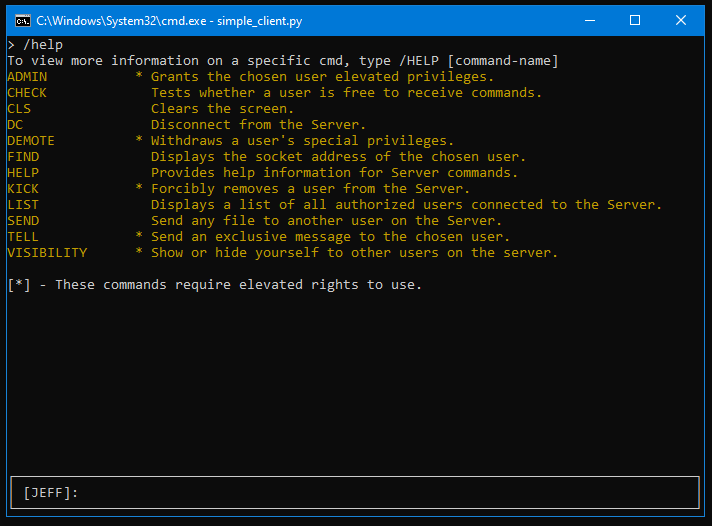 C:\Windows\System32\cmd.exe - simple_client.py
> /help
To view more information on a specific cmd, type /HELP [command-name]
ADMIN * Grants the chosen user elevated privileges.
CHECK Tests whether a user is free to receive commands.
CLS Clears the screen.
DC Disconnect from the Server.
DEMOTE * Withdraws a user's special privileges.
FIND Displays the socket address of the chosen user.
HELP Provides help information for Server commands.
KICK * Forcibly removes a user from the Server.
LIST Displays a list of all authorized users connected to the Server.
SEND Send any file to another user on the Server.
TELL * Send an exclusive message to the chosen user.
VISIBILITY * Show or hide yourself to other users on the server.
[*] - These commands require elevated rights to use.
[JEFF]: